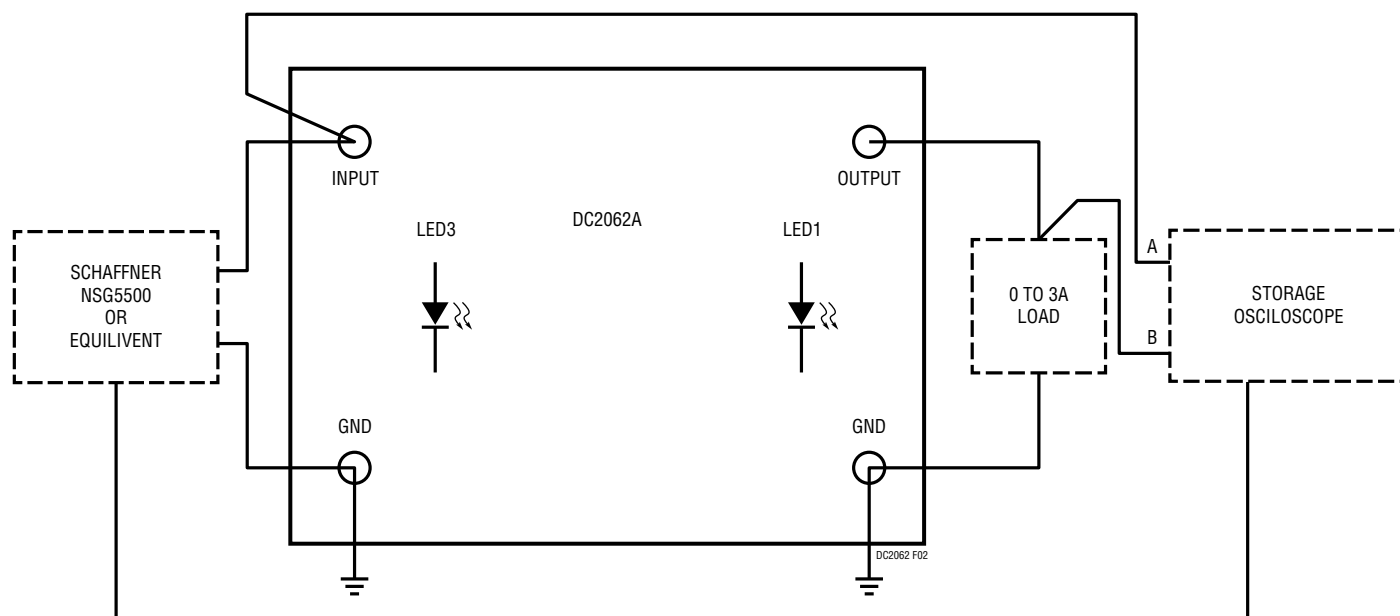 INPUT
OUTPUT
DC2062A
LED3
LED1
SCHAFFNER
NSG5500
OR
EQUILIVENT
0 TO 3A
LOAD
A
B
STORAGE
OSCILOSCOPE
GND
GND
DC2062 F02